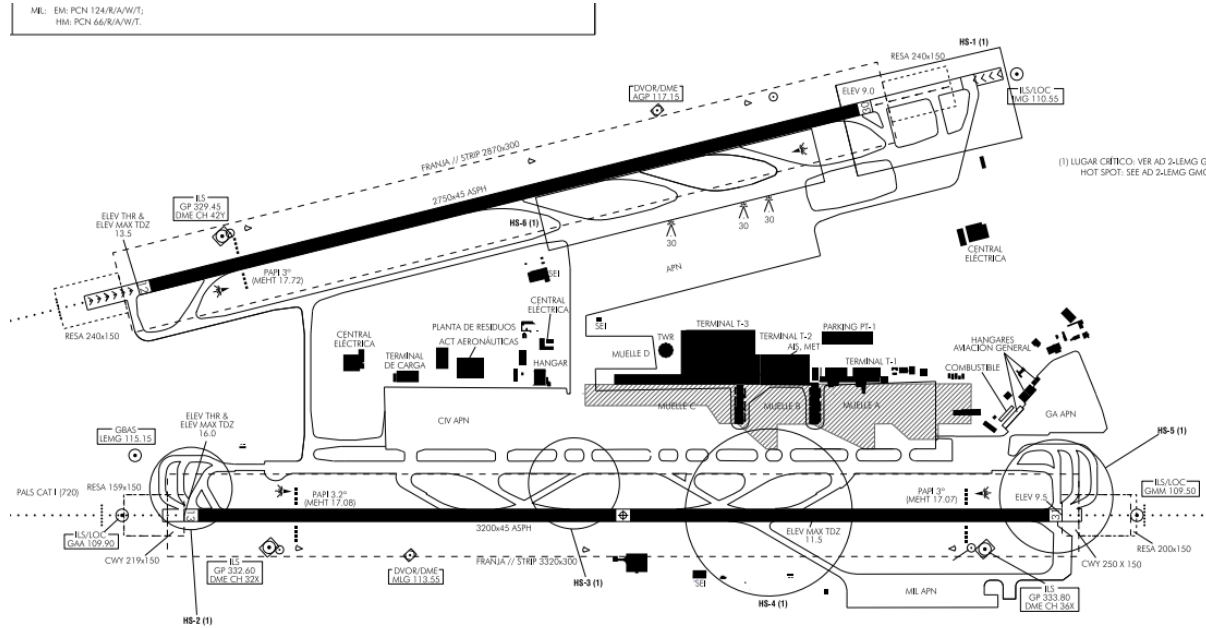 MIL: EM: PCN 124/R/A/W/T;
HM: PCN 66/R/A/W/T.
HS-1 (1)
RESA 240x150
ELEV 9.0
30
ILS/LOC
IMG 110.55
DVOR/DME
AGP 117.15
(1) LUGAR CRÍTICO: VER AD 2-LEMG G
HOT SPOT: SEE AD 2-LEMG GMC
FRANJA // STRIP 2870x300
2750x45 ASPH
ILS
GP 329.45
DME CH 42Y
ELEV THR &
ELEV MAX TDZ
13.5
HS-6 (1)
30
30
30
CENTRAL
ELÉCTRICA
APN
PAPI 3°
(MEHT 17.72)
12
RESA 240x150
SEI
CENTRAL
ELÉCTRICA
PLANTA DE RESIDUOS
ACT AERONÁUTICAS
CENTRAL
ELÉCTRICA
TERMINAL
DE CARGA
HANGAR
SEI
TWR
MUELLE D
TERMINAL T-3
TERMINAL T-2
AIS, MET
PARKING PT-1
TERMINAL T-1
HANGARES
AVIACIÓN GENERAL
COMBUSTIBLE
MUELLE C
MUELLE B
MUELLE A
CIV APN
GA APN
ELEV THR &
ELEV MAX TDZ
16.0
GBAS
LEMG 115.15
HS-5 (1)
PALS CAT I (720)
RESA 159x150
PAPI 3.2°
(MEHT 17.08)
PAPI 3°
(MEHT 17.07)
ELEV 9.5
ILS/LOC
GMM 109.50
13
3200x45 ASPH
ELEV MAX TDZ
11.5
ILS/LOC
GAA 109.90
CWY 219x150
RESA 200x150
CWY 250 X 150
ILS
GP 332.60
DME CH 32X
DVOR/DME
MLG 113.55
FRANJA // STRIP 3320x300
HS-3 (1)
SEI
HS-4 (1)
MIL APN
ILS
GP 333.80
DME CH 36X
HS-2 (1)